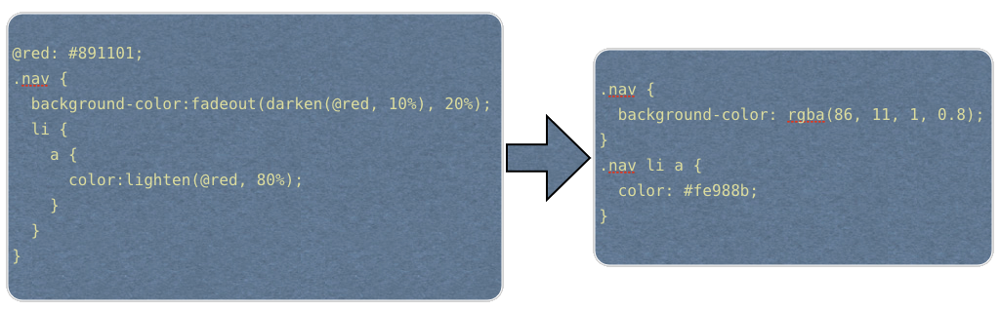 @red: #891101;
.nav {
  background-color:fadeout(darken(@red, 10%), 20%);
  li {
    a {
      color:lighten(@red, 80%);
    }
  }
}
.nav {
  background-color: rgba(86, 11, 1, 0.8);
}
.nav li a {
  color: #fe988b;
}